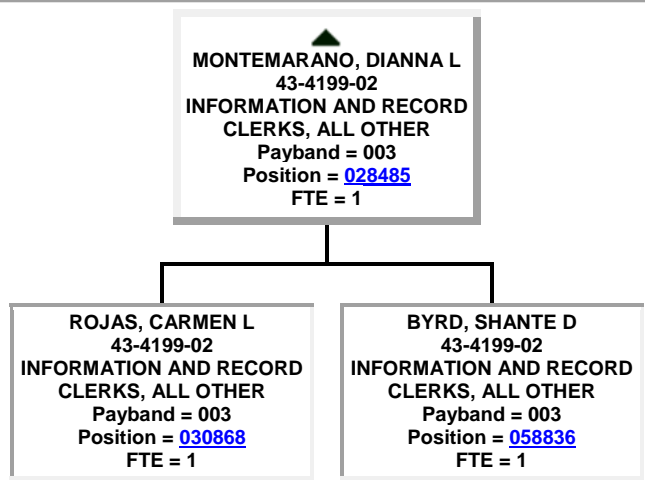 MONTEMARANO, DIANNA L
43-4199-02
INFORMATION AND RECORD
CLERKS, ALL OTHER
Payband = 003
Position = 028485
FTE = 1
ROJAS, CARMEN L
43-4199-02
INFORMATION AND RECORD
CLERKS, ALL OTHER
Payband = 003
Position = 030868
FTE = 1
BYRD, SHANTE D
43-4199-02
INFORMATION AND RECORD
CLERKS, ALL OTHER
Payband = 003
Position = 058836
FTE = 1